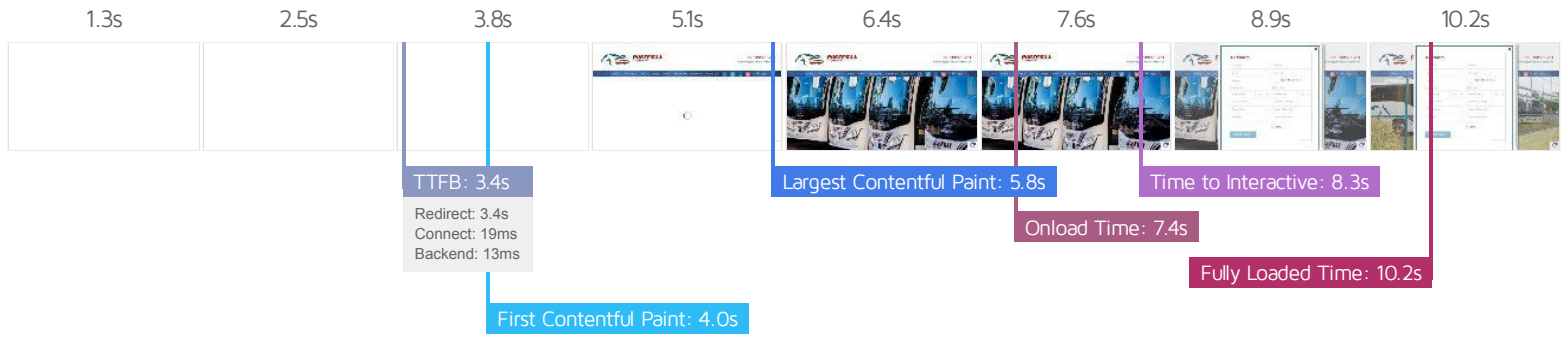 1.3s
2.5s
3.8s
5.1s
6.4s
7.6s
8.9s
10.2s
TTFB: 3.4s
Redirect: 3.4s
Connect: 19ms
Backend: 13ms
Largest Contentful Paint: 5.8s
Time to Interactive: 8.3s
Onload Time: 7.4s
Fully Loaded Time: 10.2s
First Contentful Paint: 4.0s